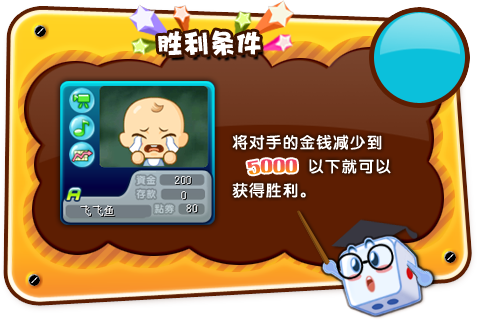 胜利条件
将对手的金钱减少到
5000 以下就可以
获得胜利。
資金 200
存款 0
點券 80
A
飞飞鱼